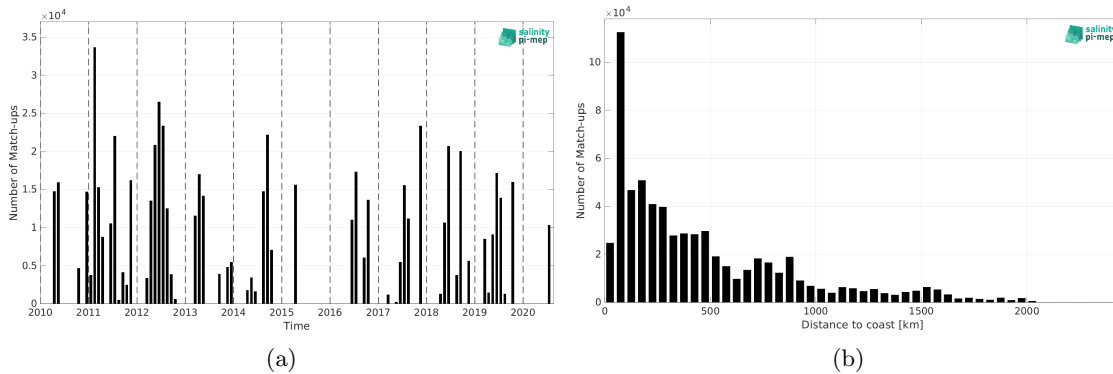 ×10⁴
3.5
3
2.5
2
1.5
1
0.5
0
Number of Match-ups
2010 2011 2012 2013 2014 2015 2016 2017 2018 2019 2020
Time
salinity
pi-mep
(a)
×10⁴
10
8
6
4
2
0
Number of Match-ups
0 500 1000 1500 2000
Distance to coast [km]
salinity
pi-mep
(b)